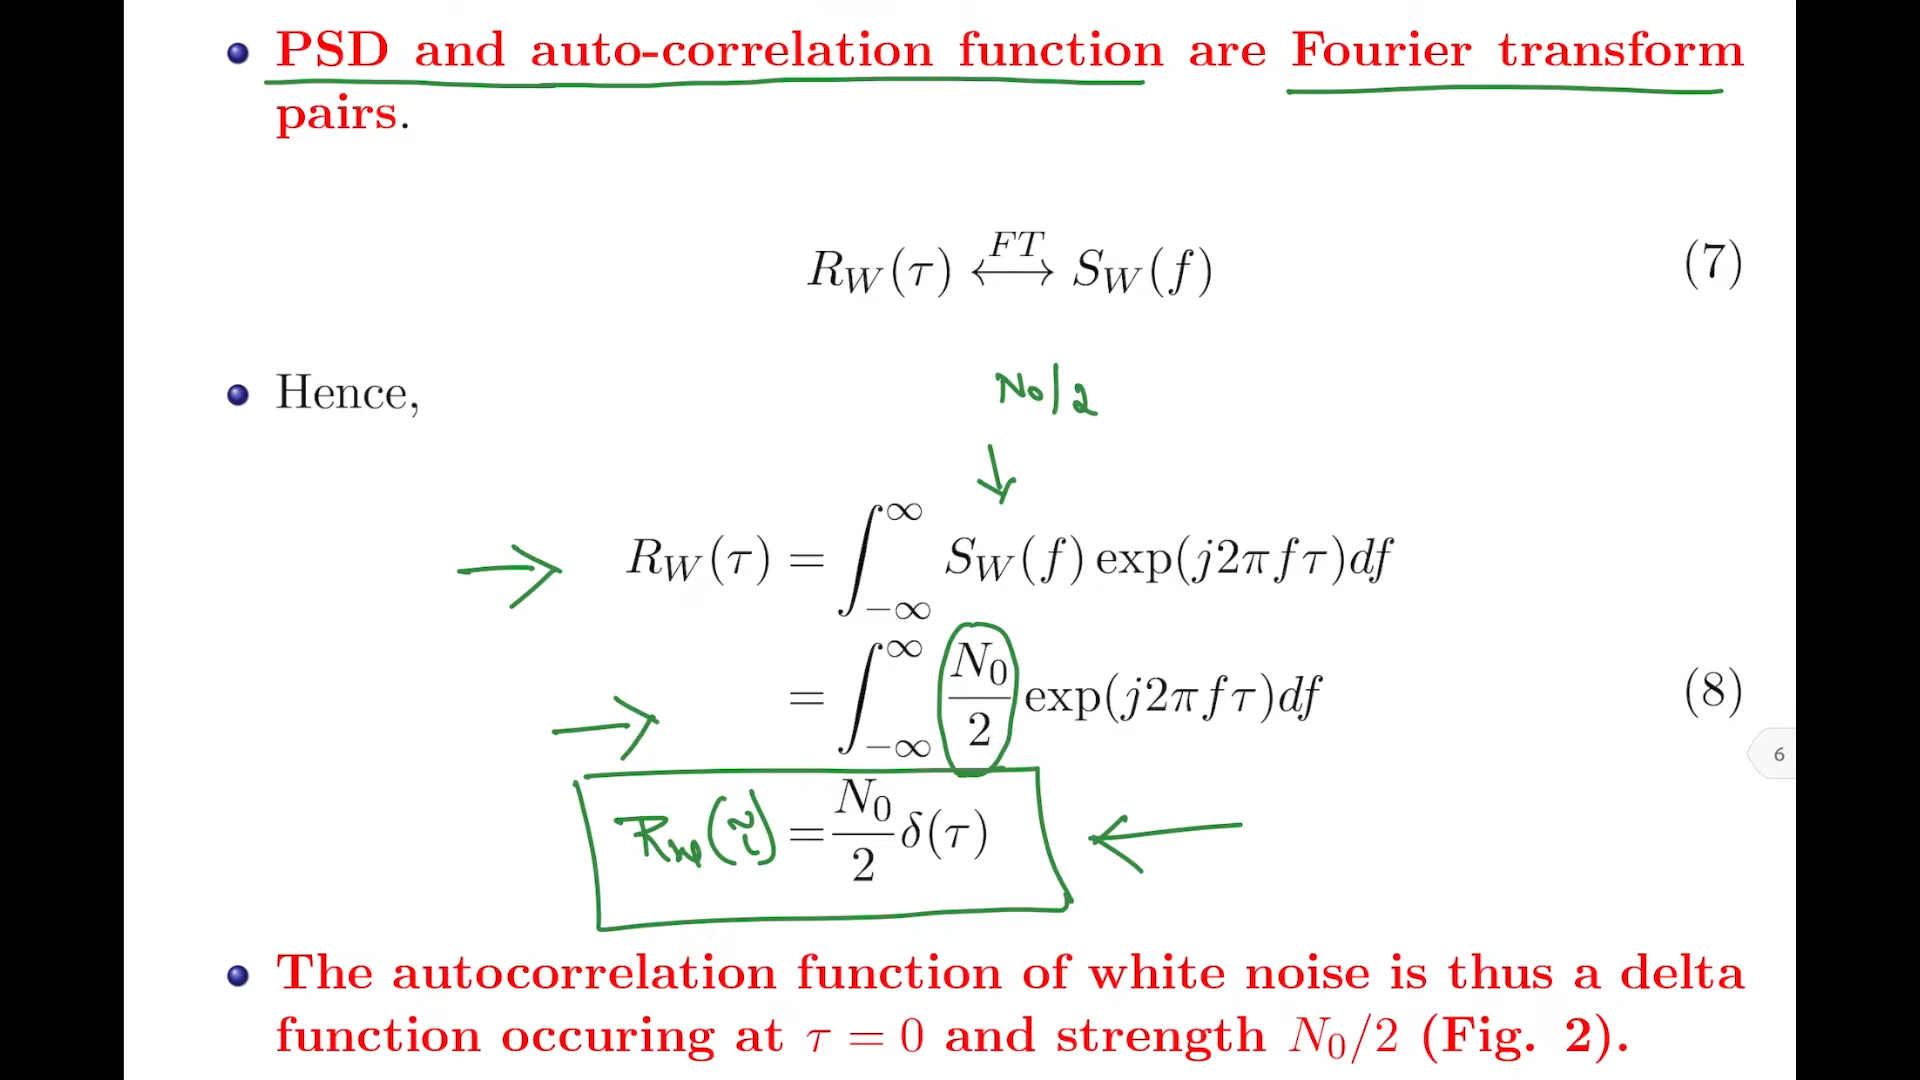 PSD and auto-correlation function are Fourier transform
pairs.
R_W(τ) ⟷^{FT} S_W(f) (7)
Hence,
N0/2
R_W(τ) = ∫_{−∞}^{∞} S_W(f) exp(j2πfτ)df
= ∫_{−∞}^{∞} N_0/2 exp(j2πfτ)df (8)
R_W(τ) = N_0/2 δ(τ)
6
The autocorrelation function of white noise is thus a delta
function occuring at τ = 0 and strength N_0/2 (Fig. 2).